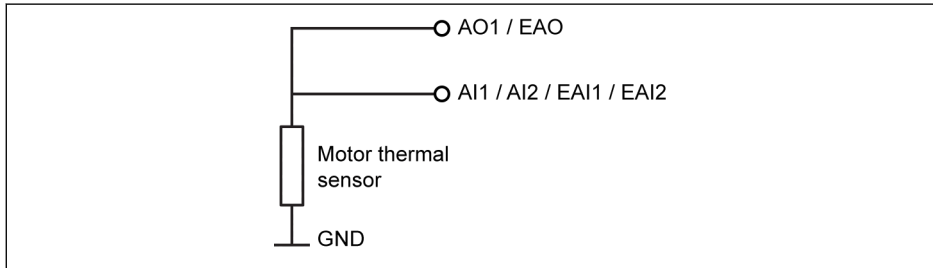 AO1 / EAO
AI1 / AI2 / EAI1 / EAI2
Motor thermal
sensor
GND